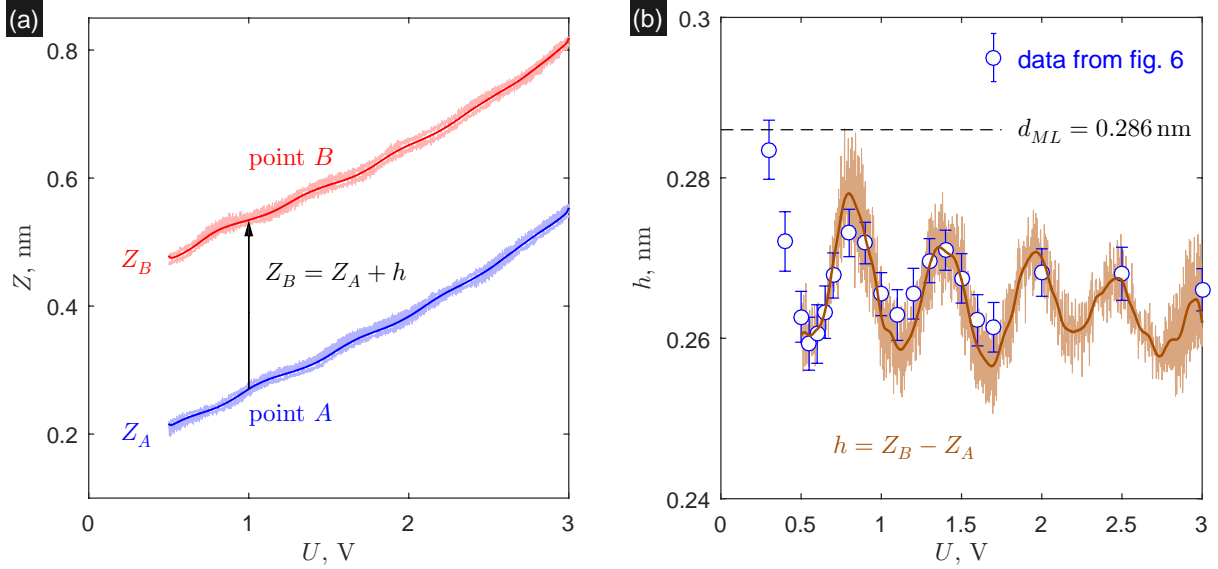 (a)
0.8
0.6
0.4
0.2
Z, nm
0
1
2
3
U, V
point B
Z_B
Z_B = Z_A + h
point A
Z_A
(b)
0.3
0.28
0.26
0.24
h, nm
0
0.5
1
1.5
2
2.5
3
U, V
data from fig. 6
d_{ML} = 0.286 nm
h = Z_B − Z_A